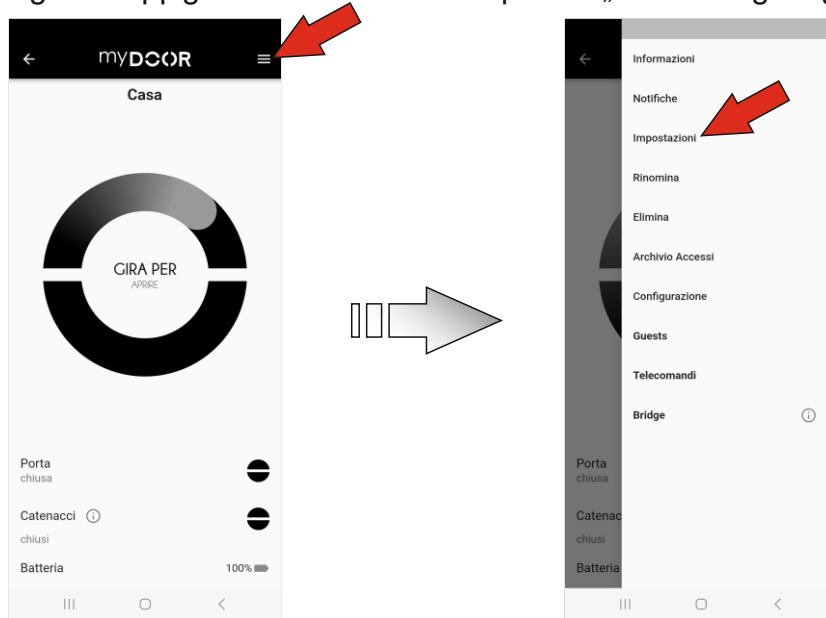 myDOOR
Casa
GIRA PER
APRIRE
Porta
chiusa
Catenacci
chiusi
Batteria
100%
Informazioni
Notifiche
Impostazioni
Rinomina
Elimina
Archivio Accessi
Configurazione
Guests
Telecomandi
Bridge
Porta
chiusa
Catenac
chiusi
Batteria